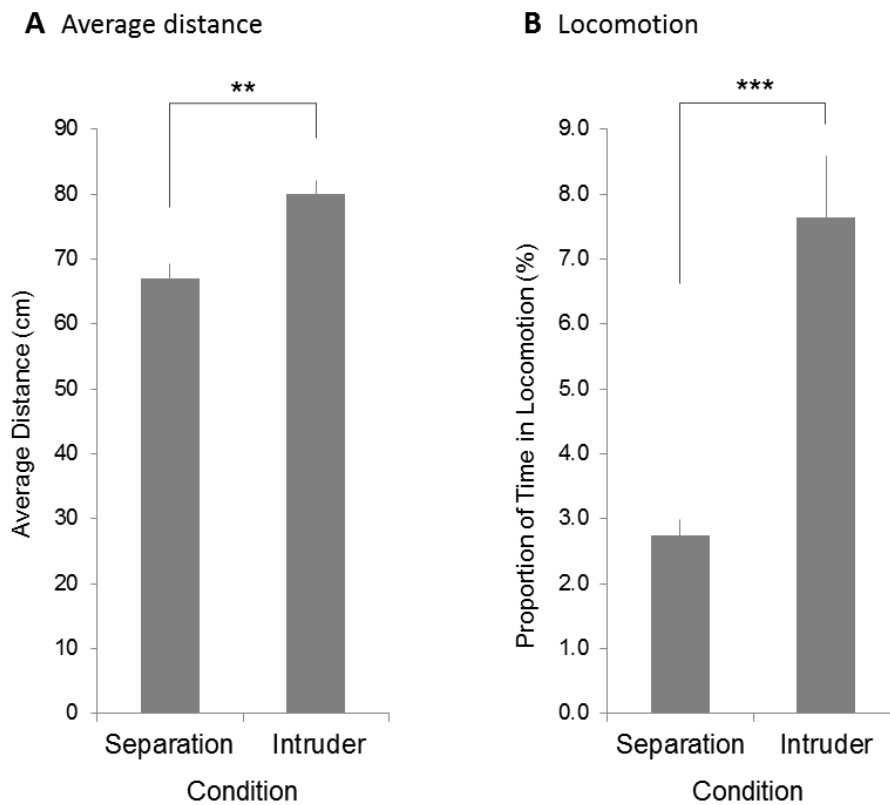 A Average distance
B Locomotion
**
***
Average Distance (cm)
90
80
70
60
50
40
30
20
10
0
Separation
Intruder
Condition
Proportion of Time in Locomotion (%)
9.0
8.0
7.0
6.0
5.0
4.0
3.0
2.0
1.0
0.0
Separation
Intruder
Condition